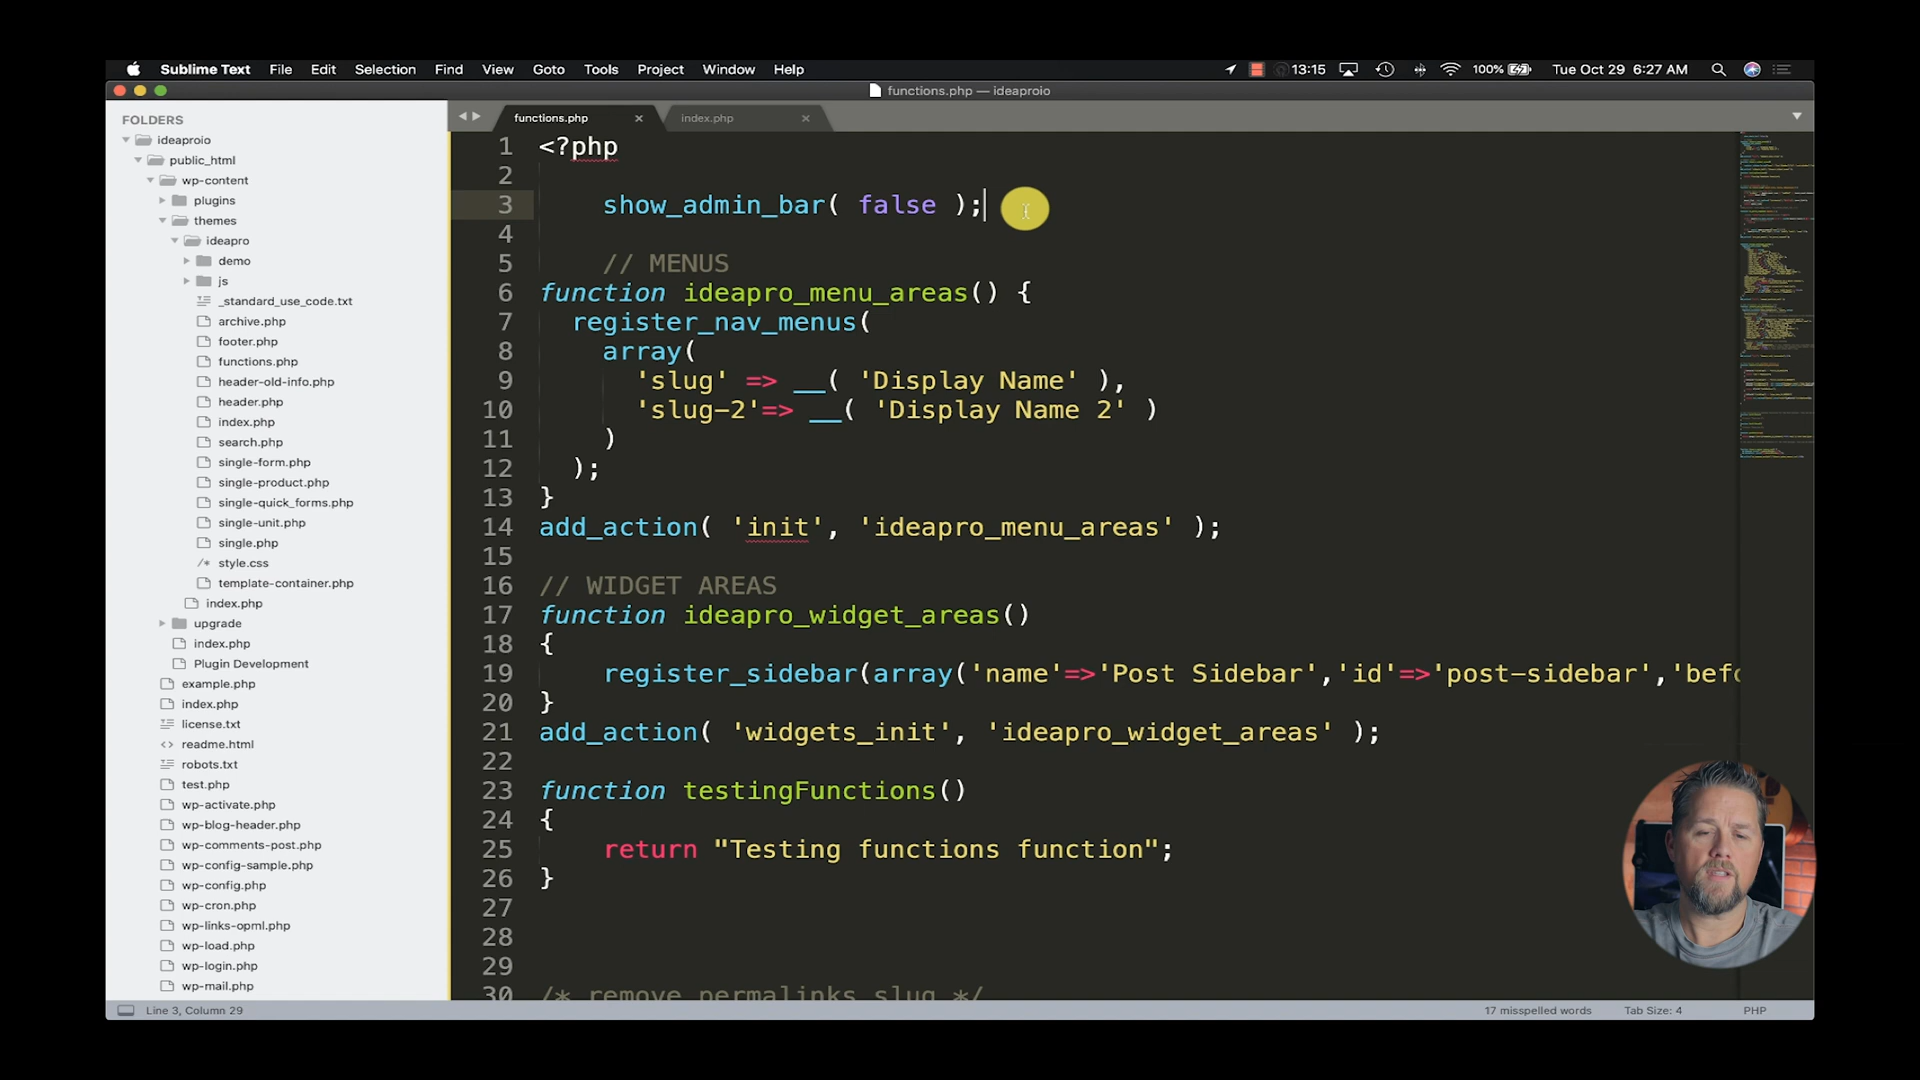 Sublime Text File Edit Selection Find View Goto Tools Project Window Help 13:15 100% Tue Oct 29 6:27 AM
functions.php — ideaproio
FOLDERS
ideaproio
public_html
wp-content
plugins
themes
ideapro
demo
js
_standard_use_code.txt
archive.php
footer.php
functions.php
header-old-info.php
header.php
index.php
search.php
single-form.php
single-product.php
single-quick_forms.php
single-unit.php
single.php
/* style.css
template-container.php
index.php
upgrade
index.php
Plugin Development
example.php
index.php
license.txt
<> readme.html
robots.txt
test.php
wp-activate.php
wp-blog-header.php
wp-comments-post.php
wp-config-sample.php
wp-config.php
wp-cron.php
wp-links-opml.php
wp-load.php
wp-login.php
wp-mail.php
functions.php × index.php ×
1 <?php
2
3 show_admin_bar( false );
4
5 // MENUS
6 function ideapro_menu_areas() {
7 register_nav_menus(
8 array(
9 'slug' => __( 'Display Name' ),
10 'slug-2'=> __( 'Display Name 2' )
11 )
12 );
13 }
14 add_action( 'init', 'ideapro_menu_areas' );
15
16 // WIDGET AREAS
17 function ideapro_widget_areas()
18 {
19 register_sidebar(array('name'=>'Post Sidebar','id'=>'post-sidebar','befo
20 }
21 add_action( 'widgets_init', 'ideapro_widget_areas' );
22
23 function testingFunctions()
24 {
25 return "Testing functions function";
26 }
27
28
29
30 /* remove permalinks slug */
Line 3, Column 29 17 misspelled words Tab Size: 4 PHP